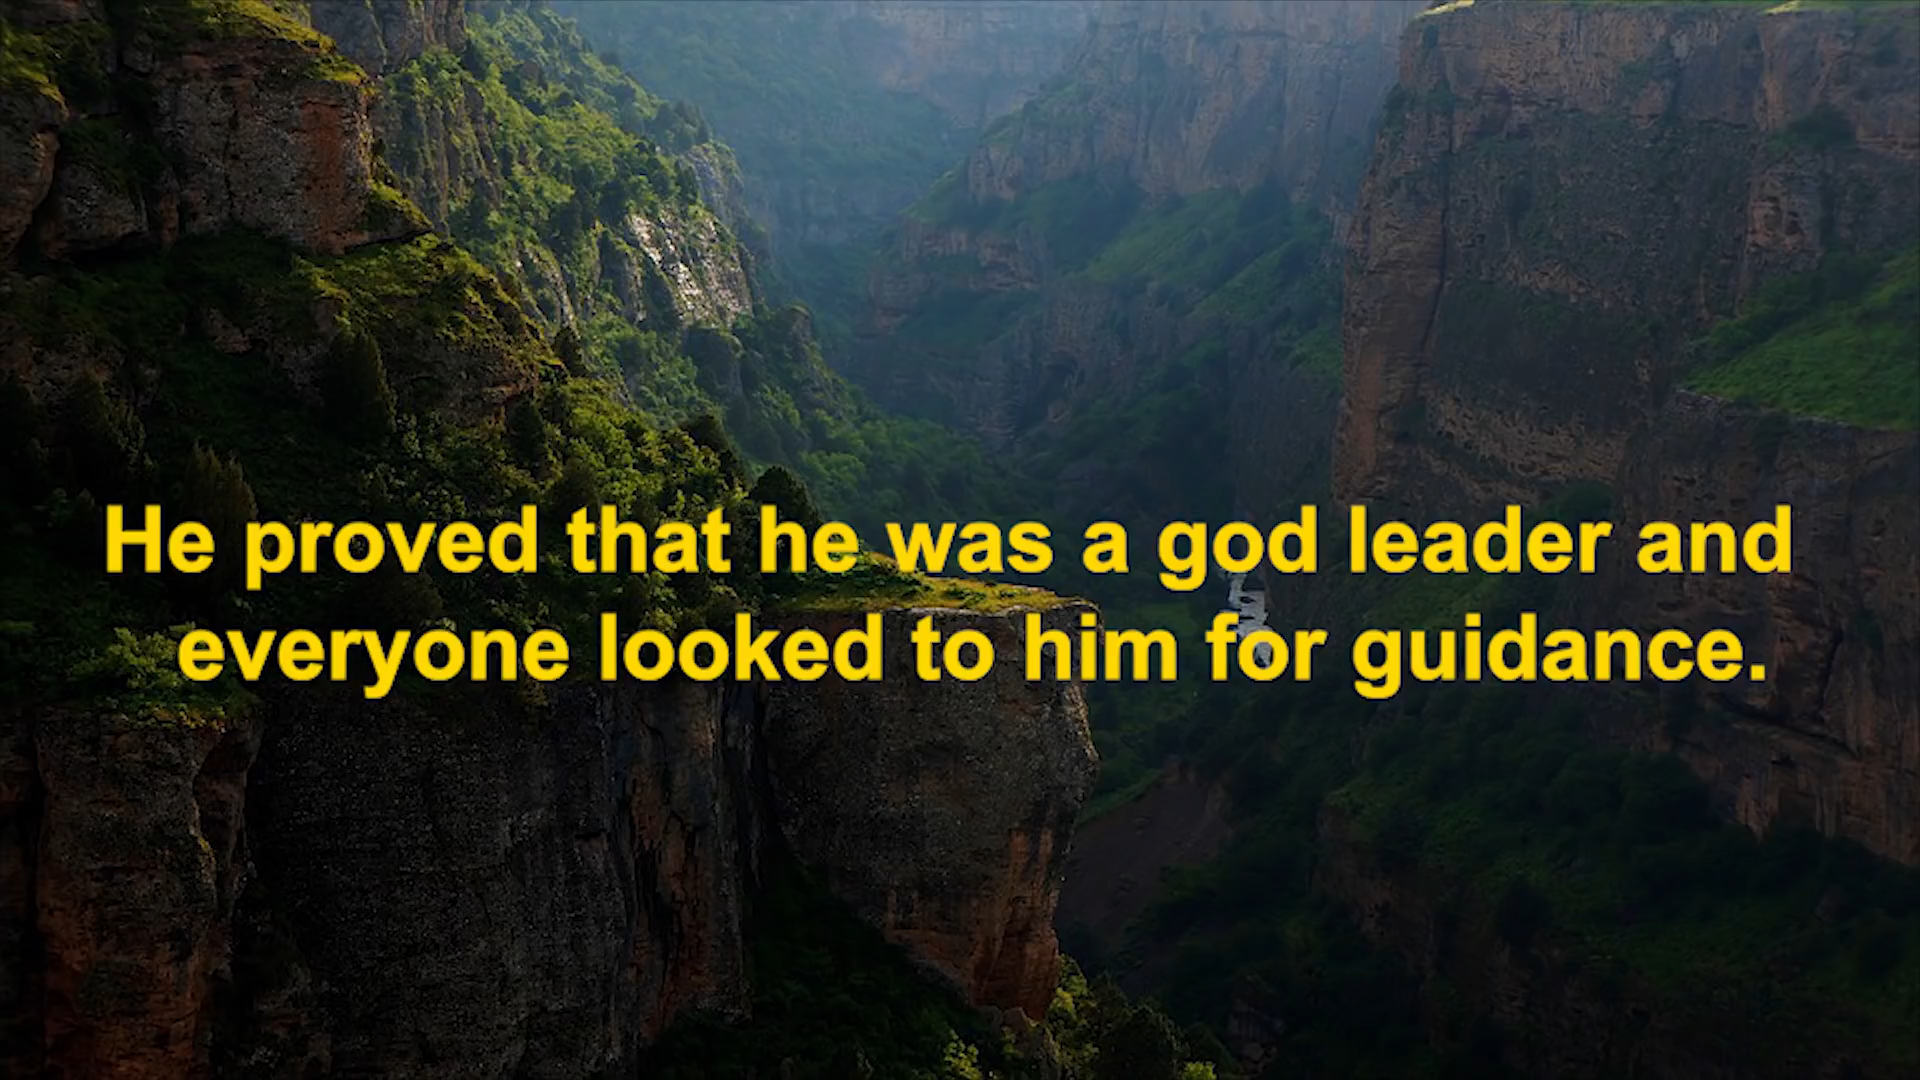 He proved that he was a god leader and
everyone looked to him for guidance.